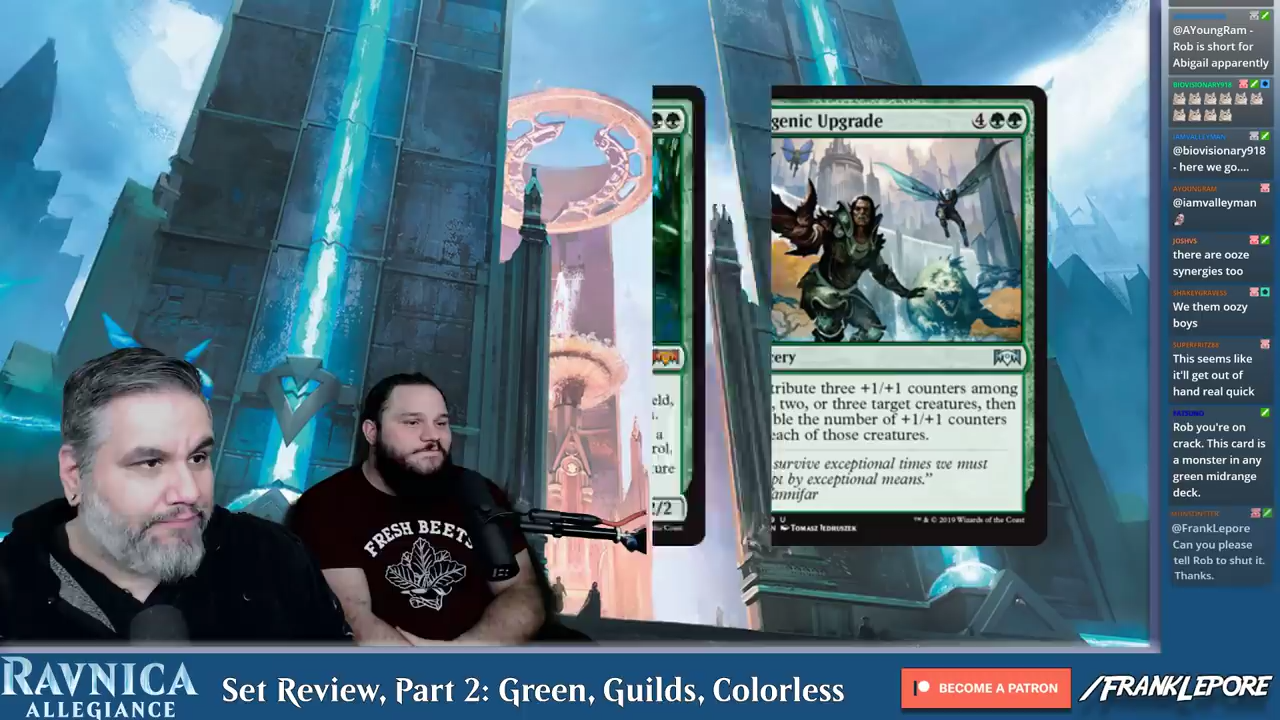 genic Upgrade
4
cery
tribute three +1/+1 counters among
, two, or three target creatures, then
ble the number of +1/+1 counters
each of those creatures.
survive exceptional times we must
pt by exceptional means."
annifar
U
TOMASZ JEDRUSZEK
™ & © 2019 Wizards of the Coast
eld,
a
rol,
ure
2/2
FRESH BEETS
@AYoungRam -
Rob is short for
Abigail apparently
BIOVISIONARY918
IAMVALLEYMAN
@biovisionary918
- here we go....
AYOUNGRAM
@iamvalleyman
JOSHVS
there are ooze
synergies too
SHAKEYGRAVESS
We them oozy
boys
SUPERFRITZEE
This seems like
it'll get out of
hand real quick
Rob you're on
crack. This card is
a monster in any
green midrange
deck.
@FrankLepore
Can you please
tell Rob to shut it.
Thanks.
RAVNICA
ALLEGIANCE
Set Review, Part 2: Green, Guilds, Colorless
BECOME A PATRON
/FRANKLEPORE